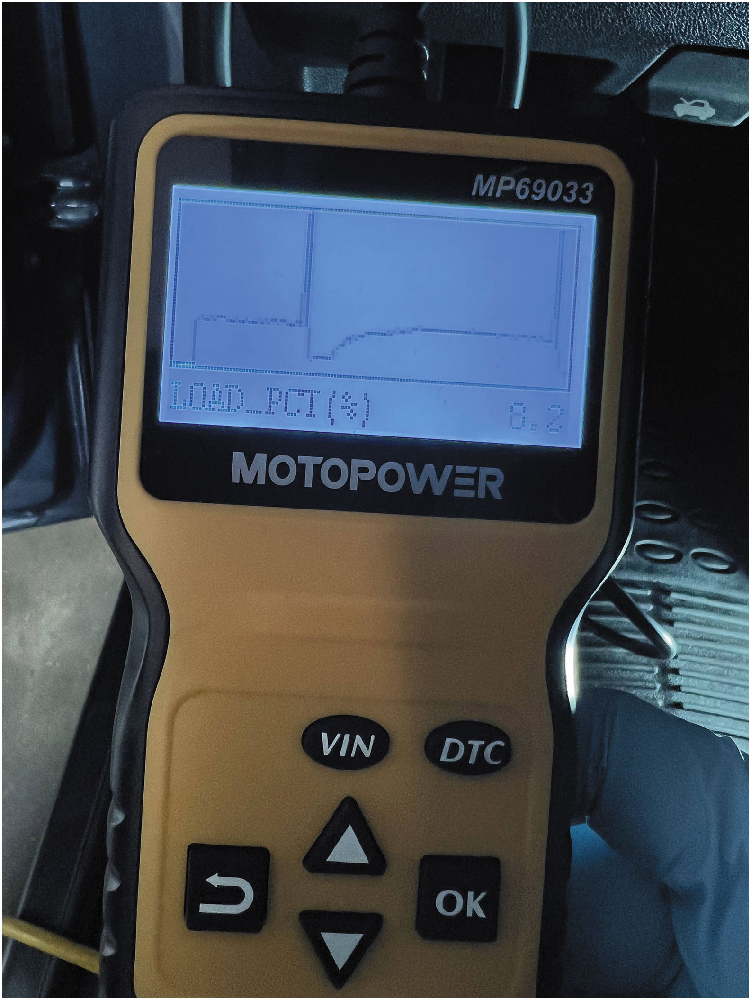 MP69033
LOAD_PCT(%) 8.2
MOTOPOWER
VIN DTC
OK